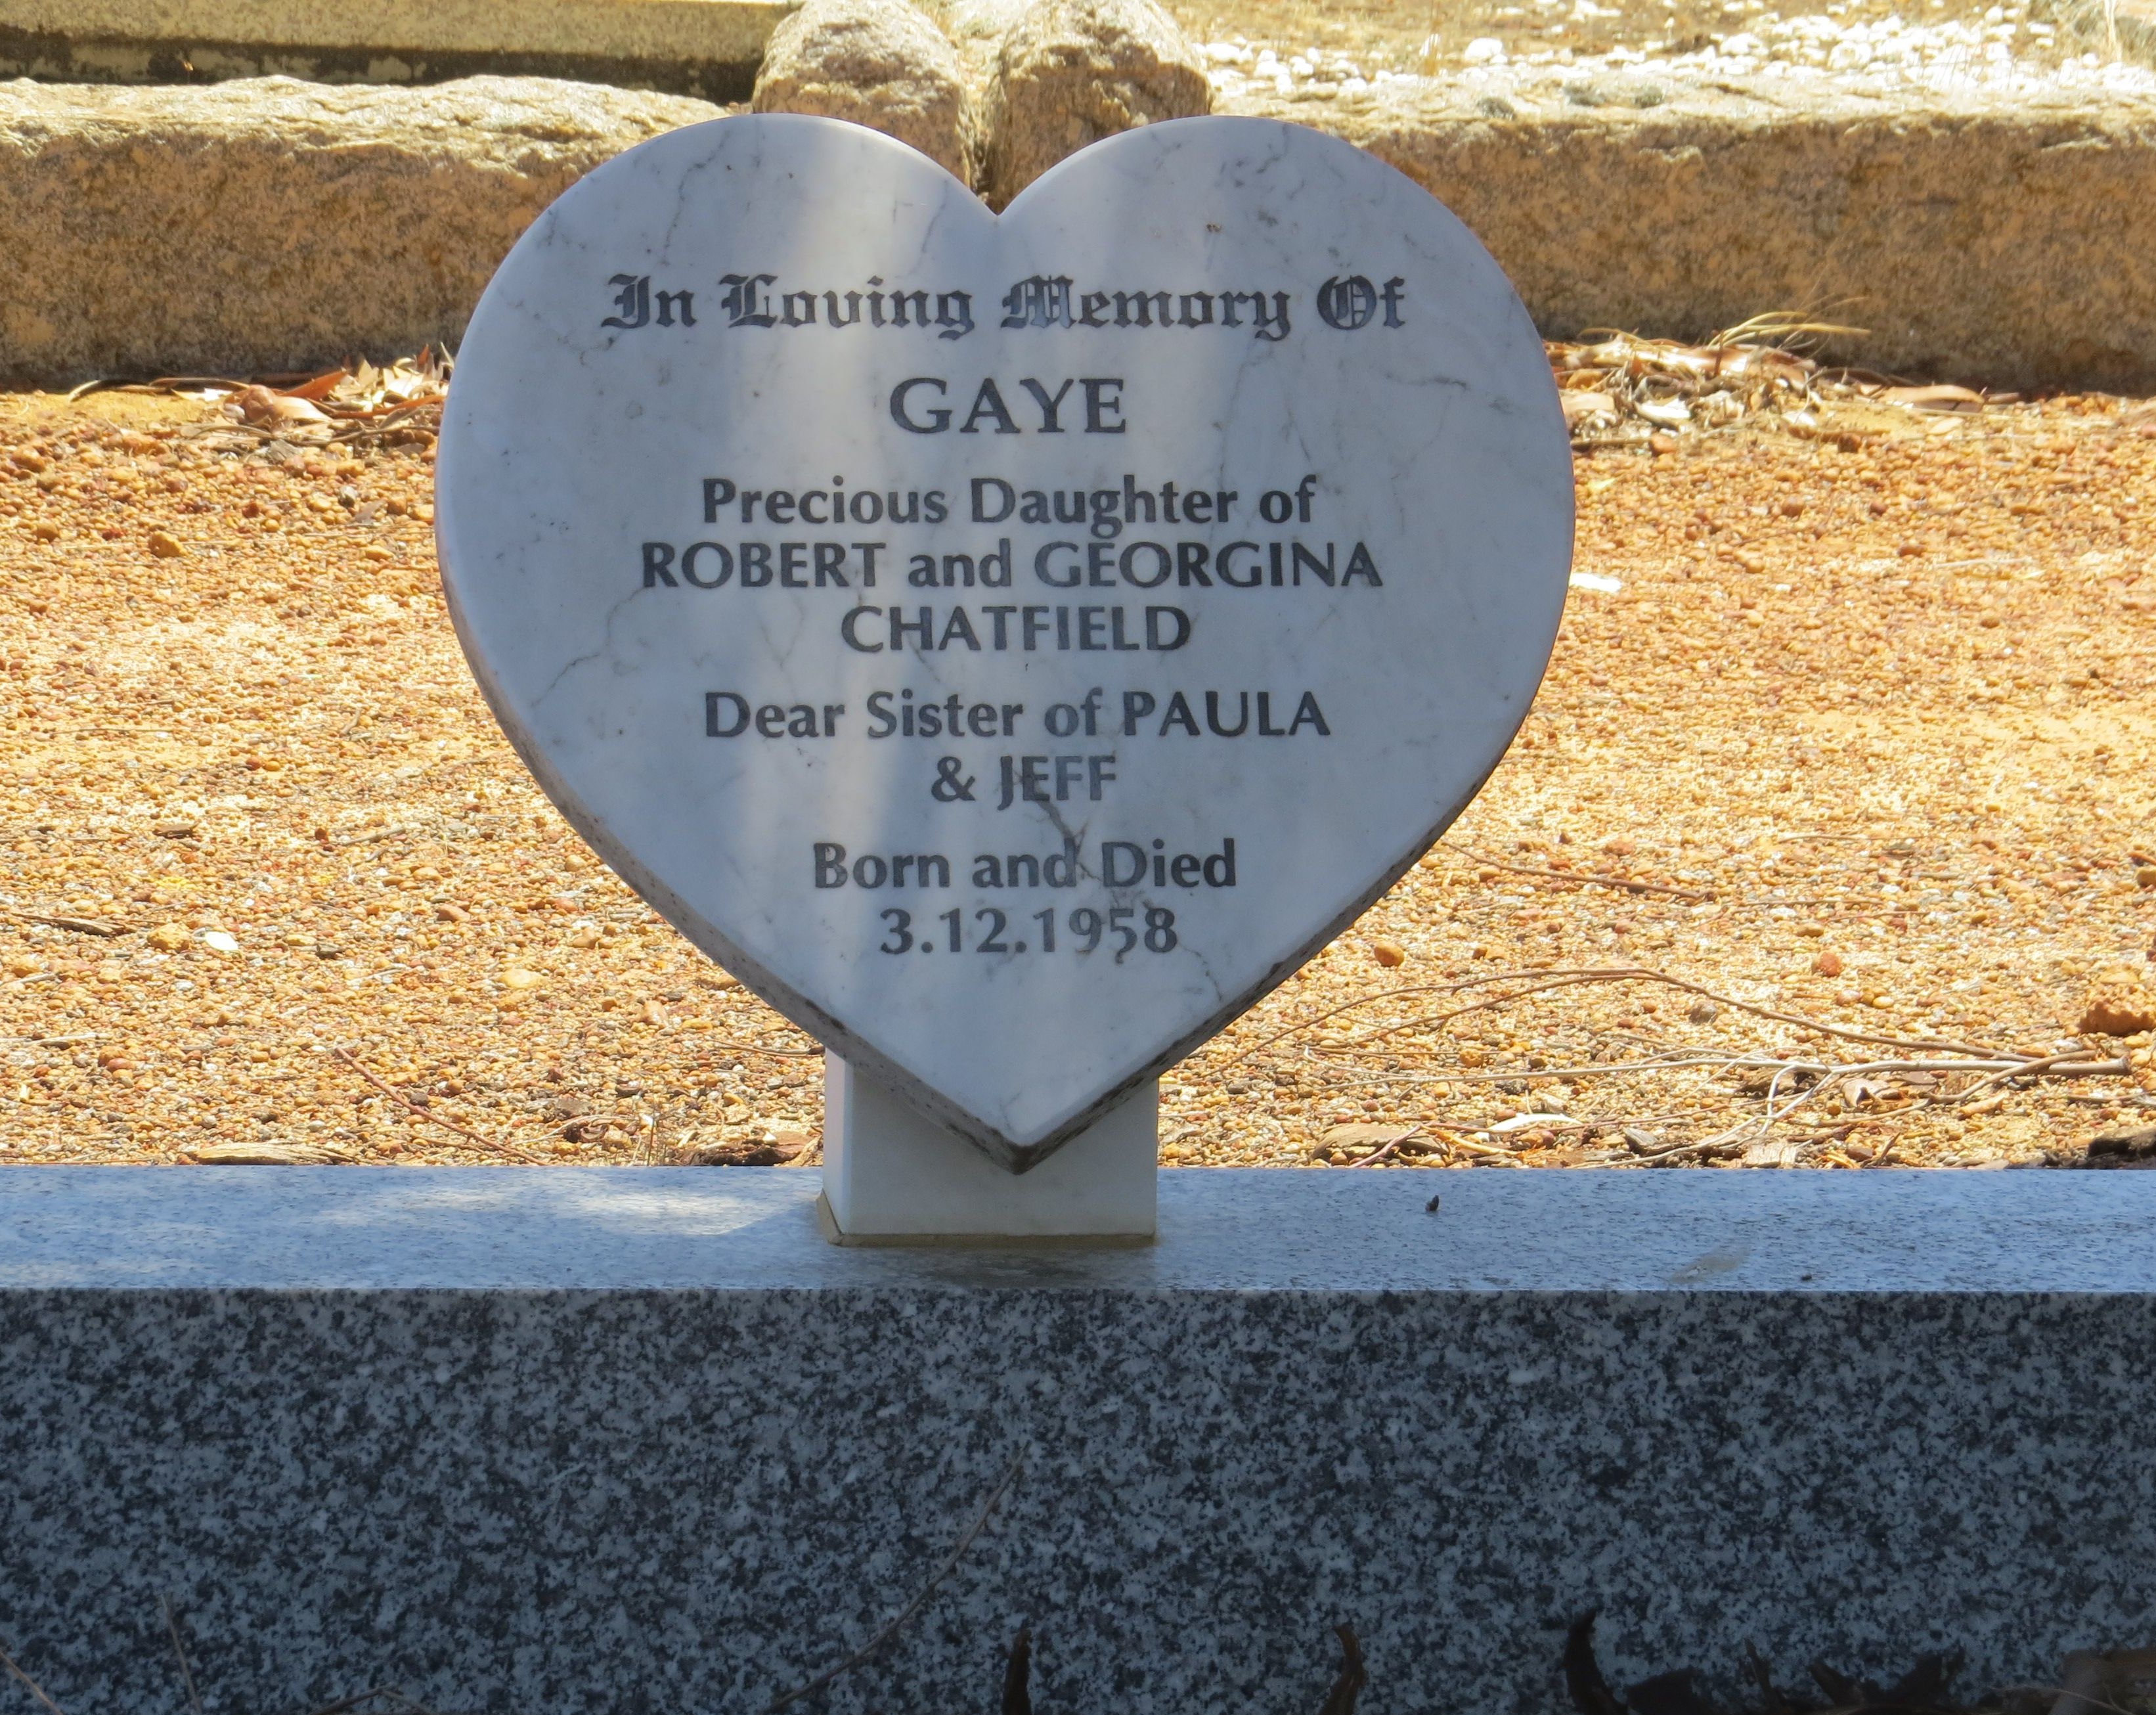 In Loving Memory Of
GAYE
Precious Daughter of
ROBERT and GEORGINA
CHATFIELD
Dear Sister of PAULA
& JEFF
Born and Died
3.12.1958